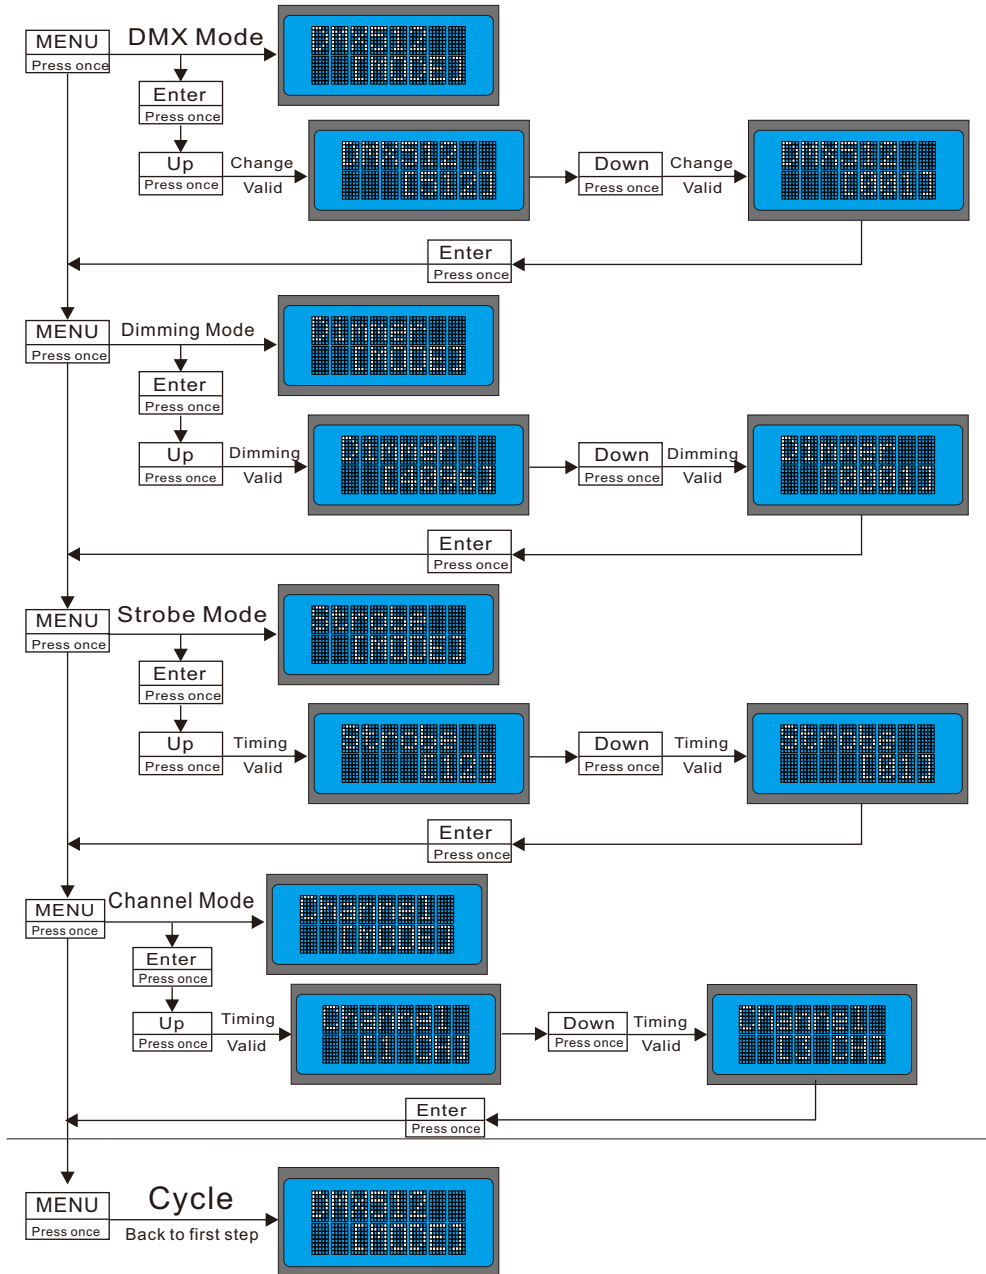 MENU
Press once
DMX Mode
DMX512
[MODE]
Enter
Press once
Up
Press once
Change
Valid
DMX512
[512]
Down
Press once
Change
Valid
DMX512
[001]
Enter
Press once
MENU
Press once
Dimming Mode
Dimmer
[MODE]
Enter
Press once
Up
Press once
Dimming
Valid
Dimmer
[4096]
Down
Press once
Dimming
Valid
Dimmer
[0001]
Enter
Press once
MENU
Press once
Strobe Mode
Strobe
[MODE]
Enter
Press once
Up
Press once
Timing
Valid
Strobe
[12]
Down
Press once
Timing
Valid
Strobe
[01]
Enter
Press once
MENU
Press once
Channel Mode
Channel
[MODE]
Enter
Press once
Up
Press once
Timing
Valid
Channel
[1 CH]
Down
Press once
Timing
Valid
Channel
[3 CH]
Enter
Press once
MENU
Press once
Cycle
Back to first step
DMX512
[MODE]